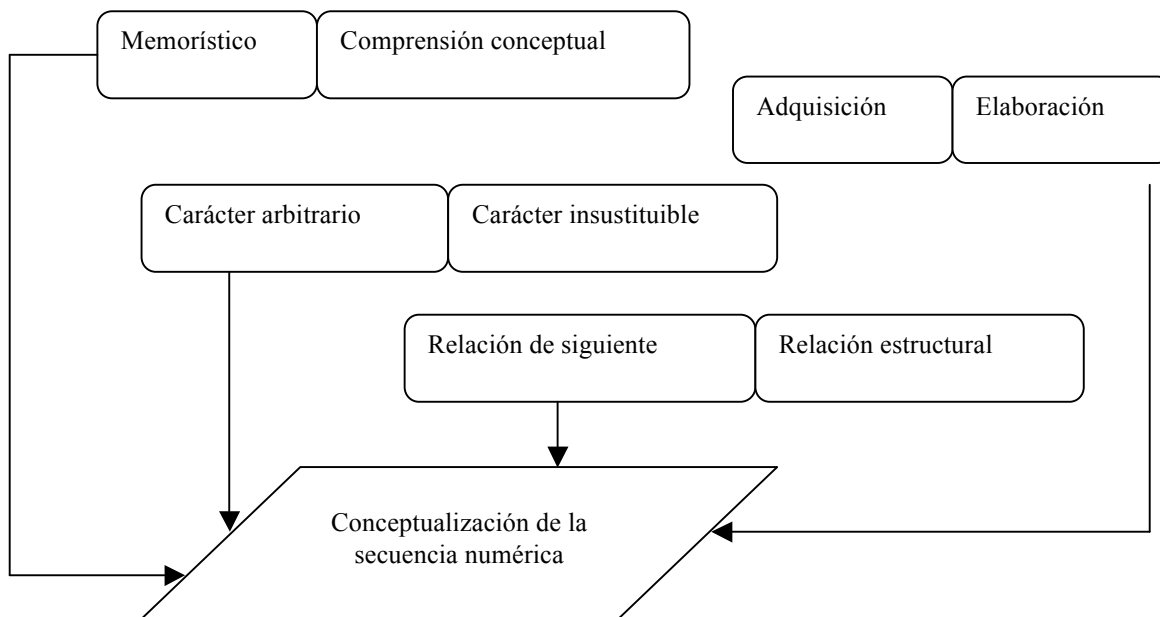 Memorístico
Comprensión conceptual
Adquisición
Elaboración
Carácter arbitrario
Carácter insustituible
Relación de siguiente
Relación estructural
Conceptualización de la
secuencia numérica